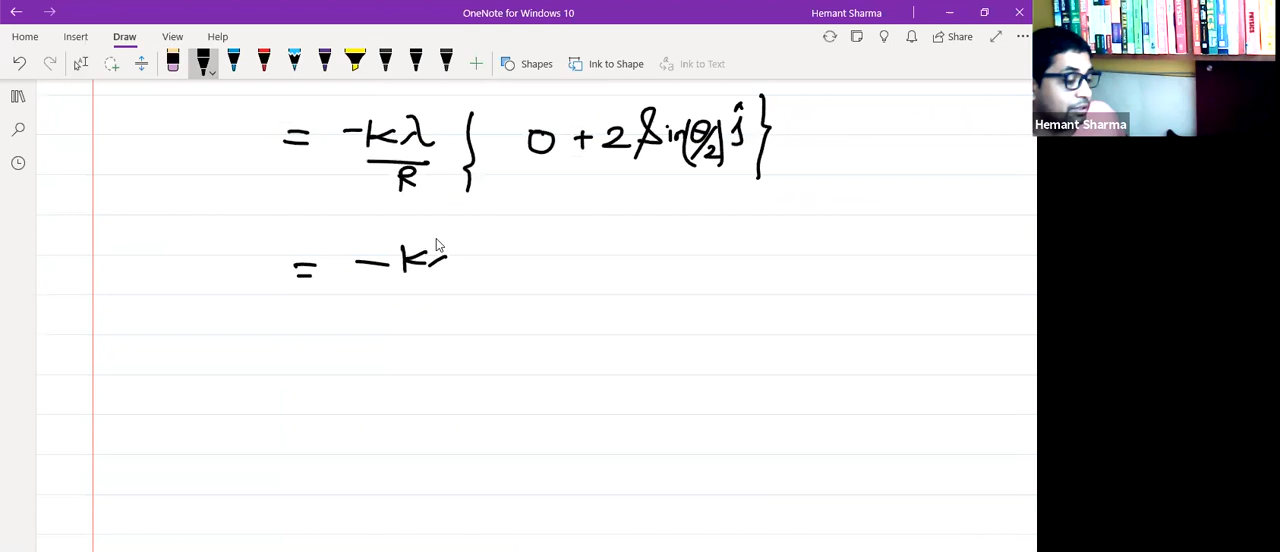 OneNote for Windows 10
Hemant Sharma
Home Insert Draw View Help
Share
Shapes Ink to Shape Ink to Text
= -Kλ/R { 0 + 2 Sin(θ/2) ĵ }
= - Kλ
Hemant Sharma